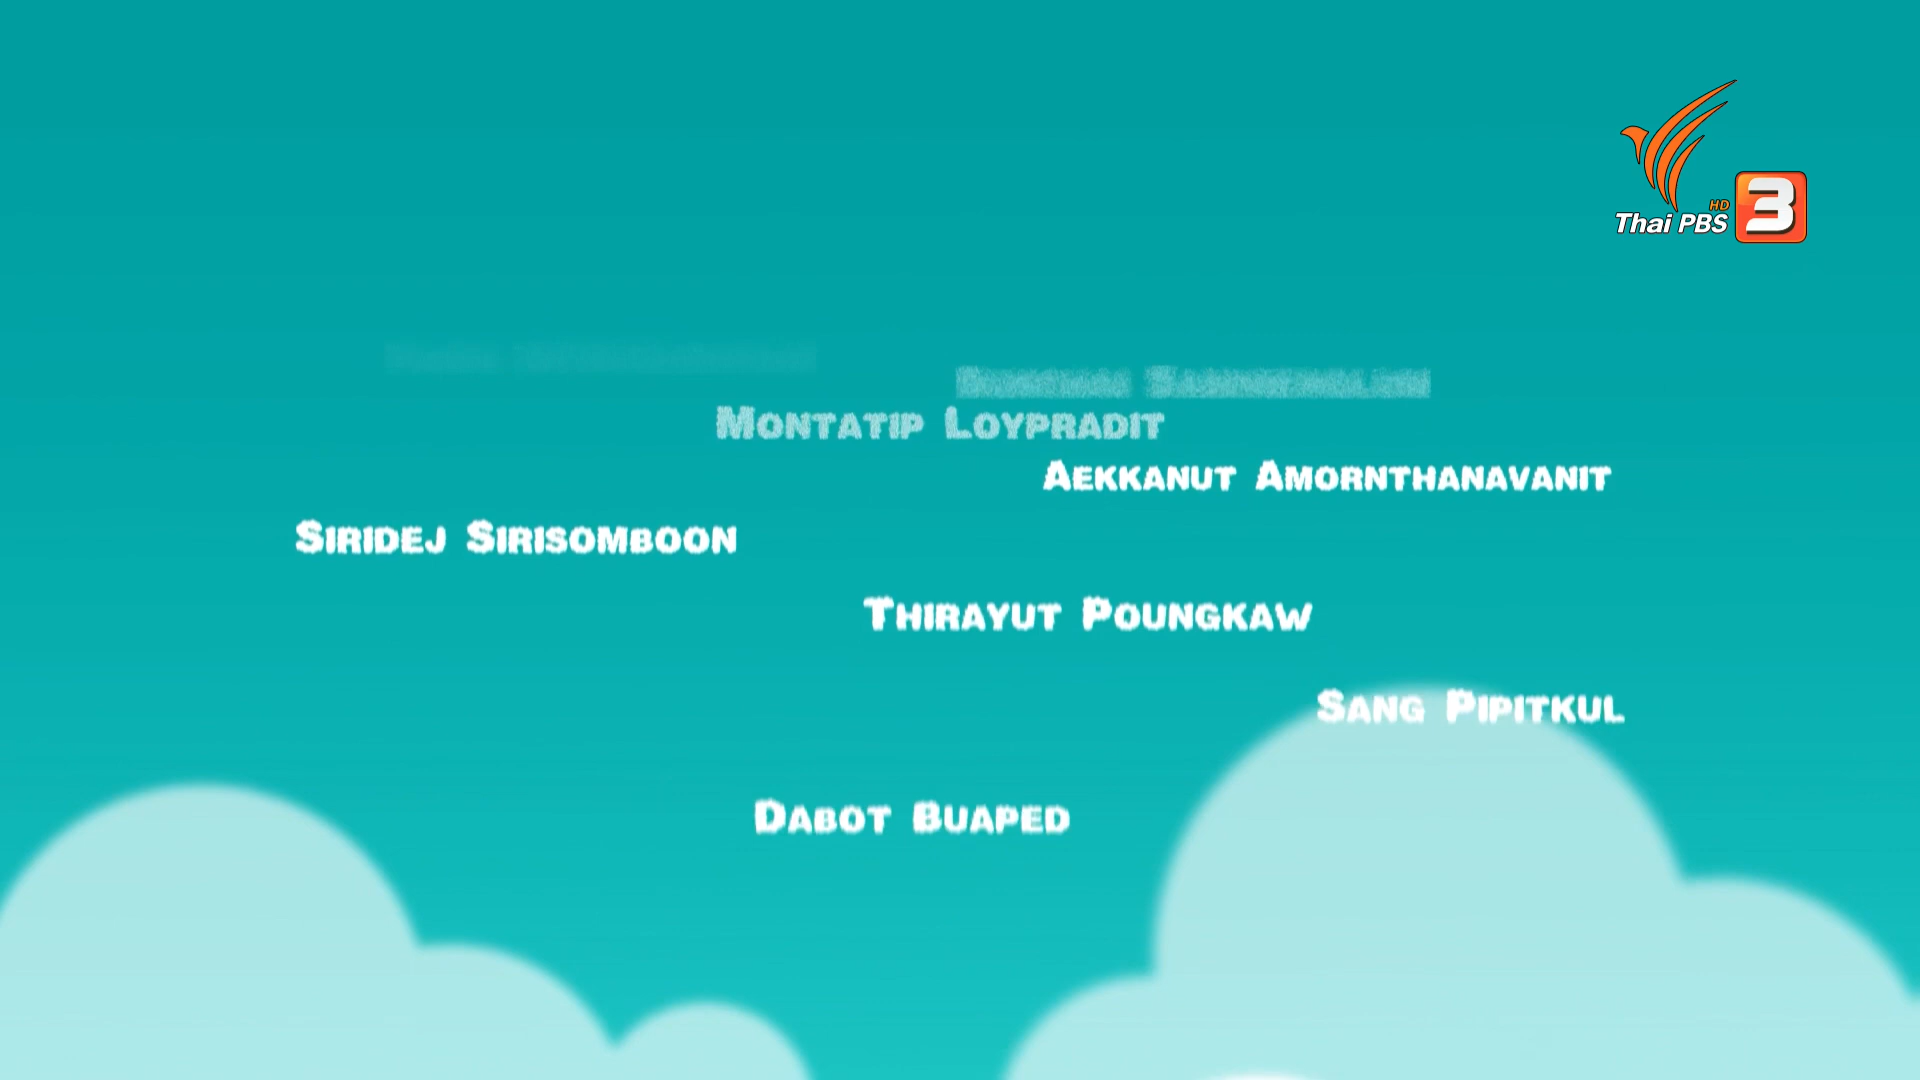 HD
Thai PBS 3
Montatip Loypradit
Aekkanut Amornthanavanit
Siridej Sirisomboon
Thirayut Poungkaw
Sang Pipitkul
Dabot Buaped